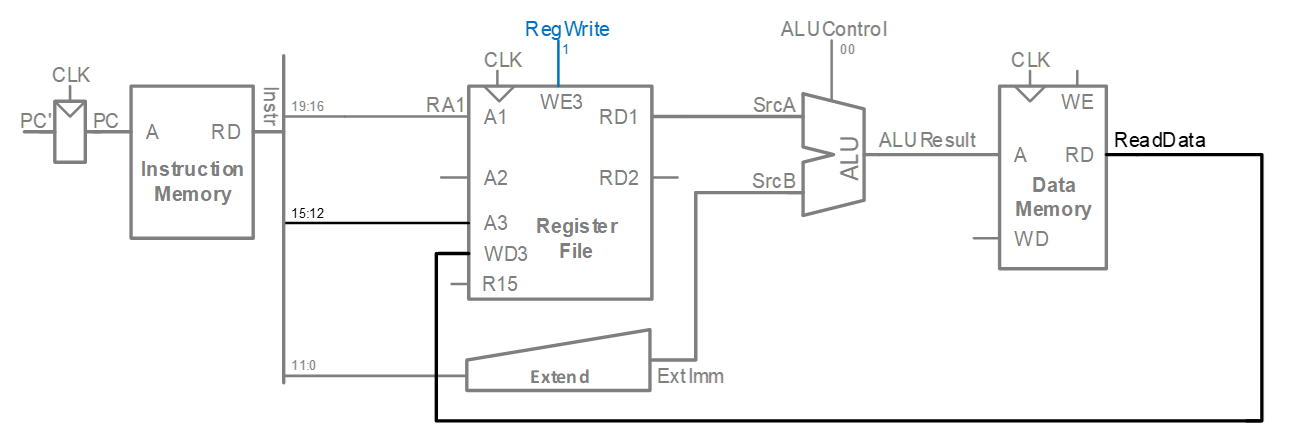 RegWrite
1
ALUControl
00
CLK
CLK
CLK
PC'
PC
A
RD
Instruction
Memory
Instr
19:16
RA1
A1
WE3
RD1
SrcA
A2
RD2
SrcB
15:12
A3
WD3
R15
Register
File
ALU
ALUResult
WE
A
RD
Data
Memory
WD
ReadData
11:0
Extend
ExtImm